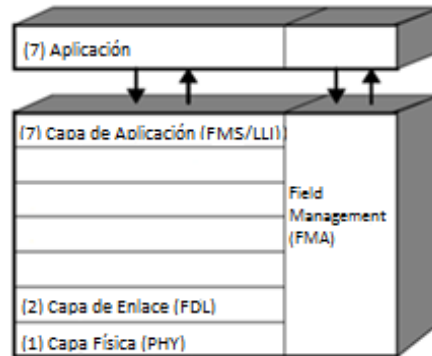 (7) Aplicación
(7) Capa de Aplicación (FMS/LLI))
Field
Management
(FMA)
(2) Capa de Enlace (FDL)
(1) Capa Física (PHY)